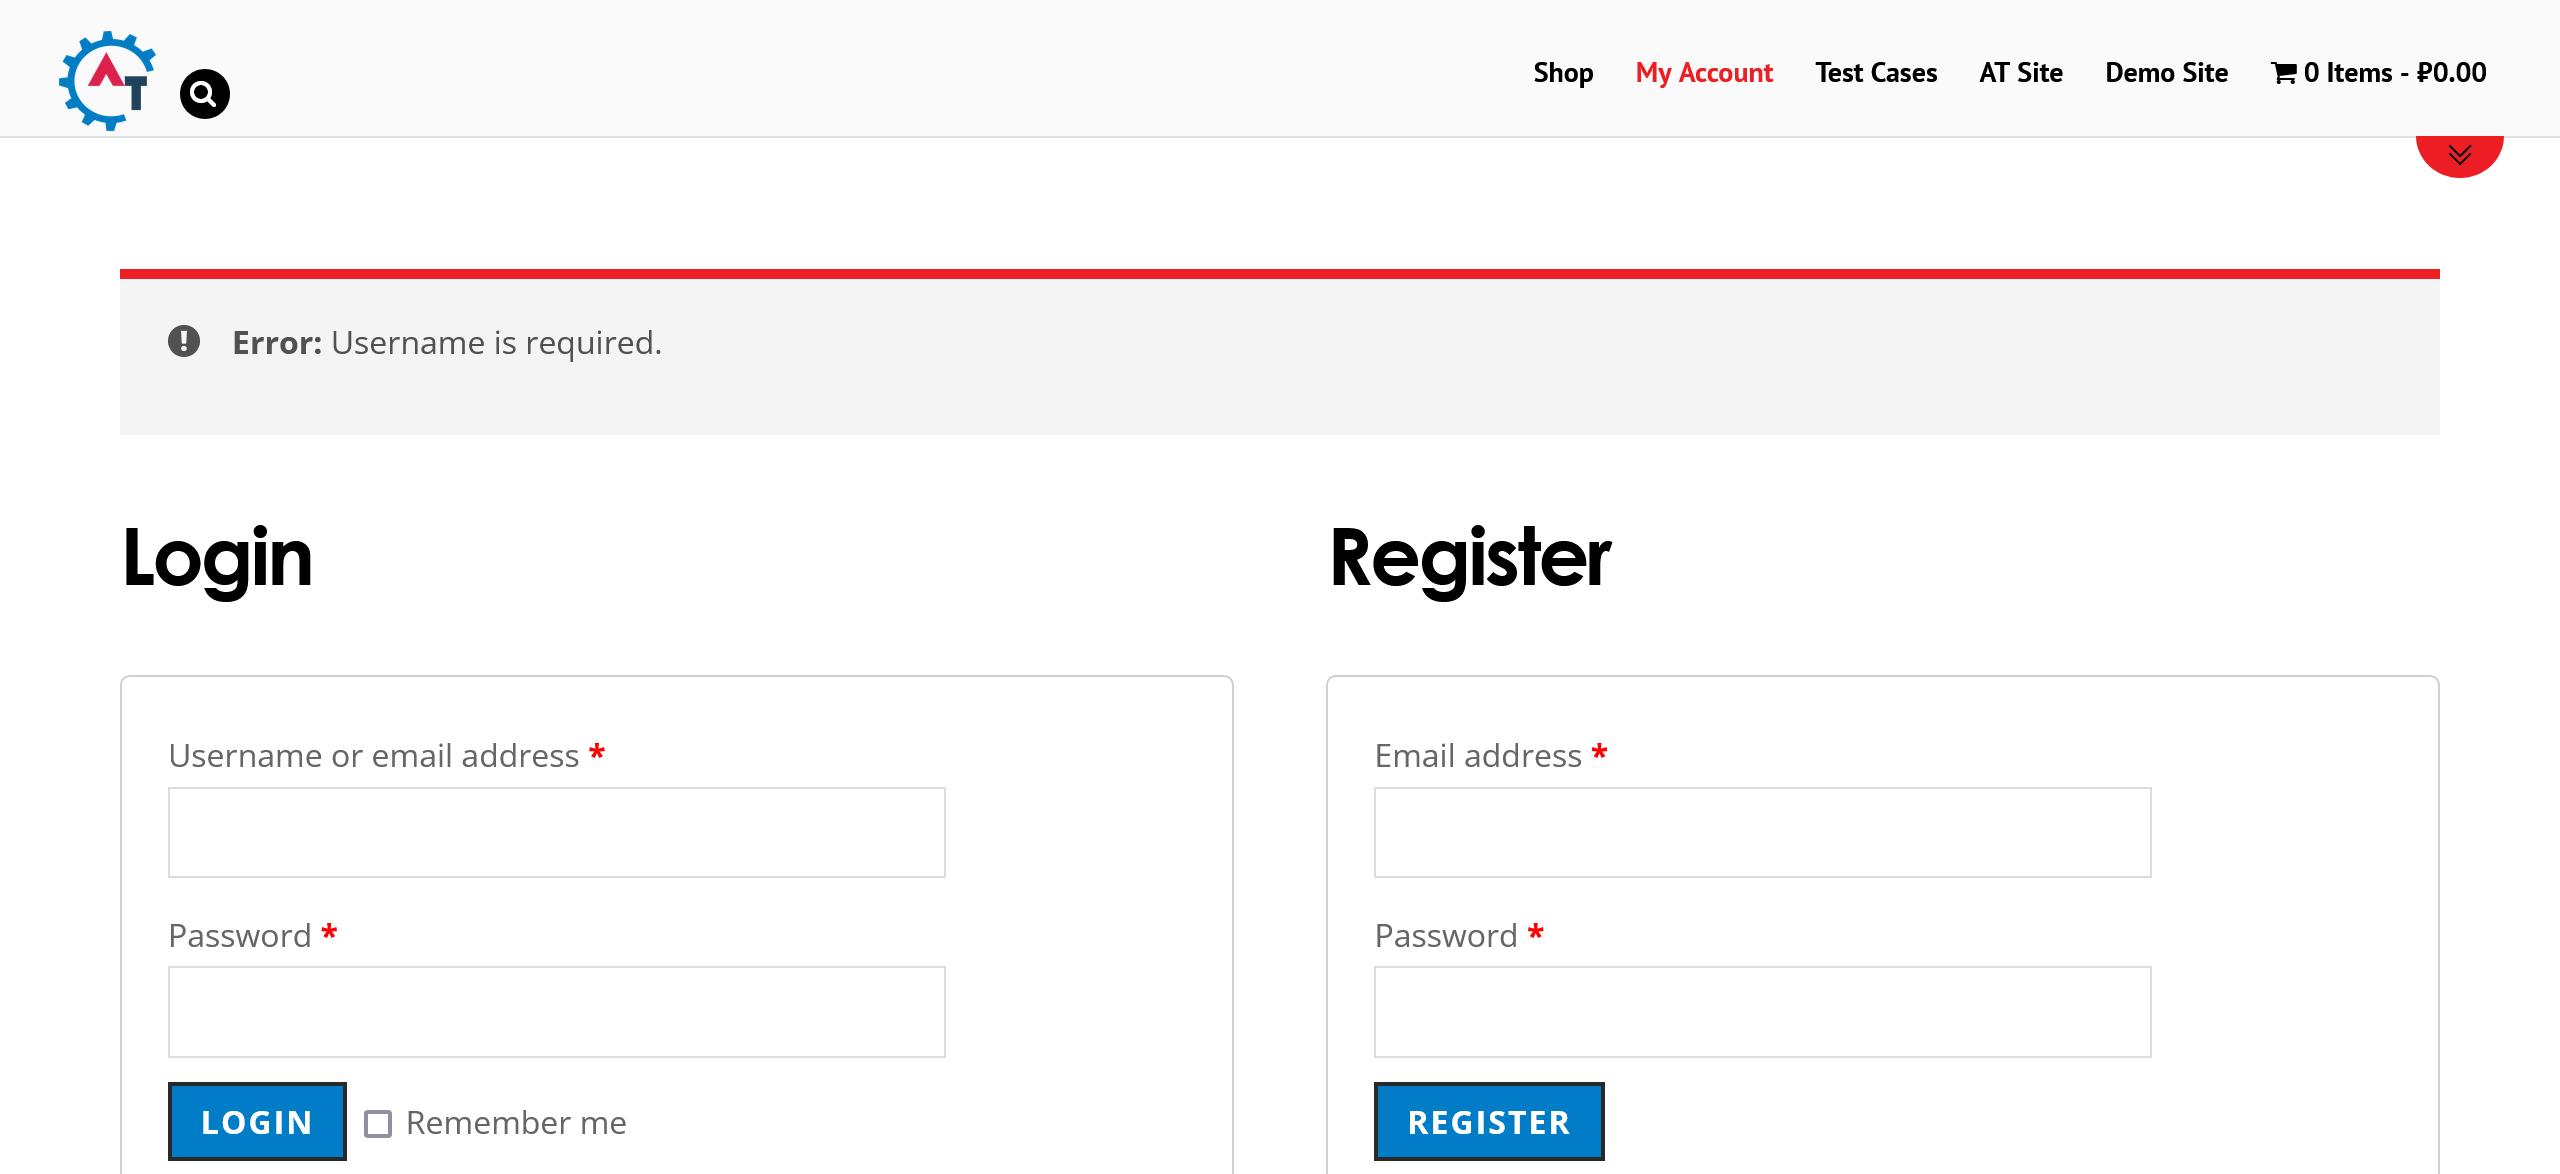 AT
Shop My Account Test Cases AT Site Demo Site 0 Items - ₽0.00
Error: Username is required.
Login
Register
Username or email address *
Email address *
Password *
Password *
LOGIN Remember me
REGISTER